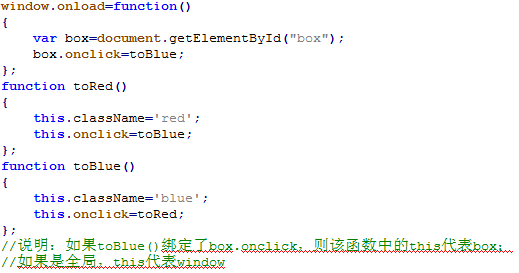 window.onload=function()
{
    var box=document.getElementById("box");
    box.onclick=toBlue;
};
function toRed()
{
    this.className='red';
    this.onclick=toBlue;
};
function toBlue()
{
    this.className='blue';
    this.onclick=toRed;
};
//说明：如果toBlue()绑定了box.onclick，则该函数中的this代表box；
//如果是全局，this代表window